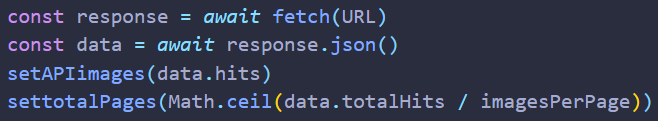 const response = await fetch(URL)
const data = await response.json()
setAPIimages(data.hits)
settotalPages(Math.ceil(data.totalHits / imagesPerPage))